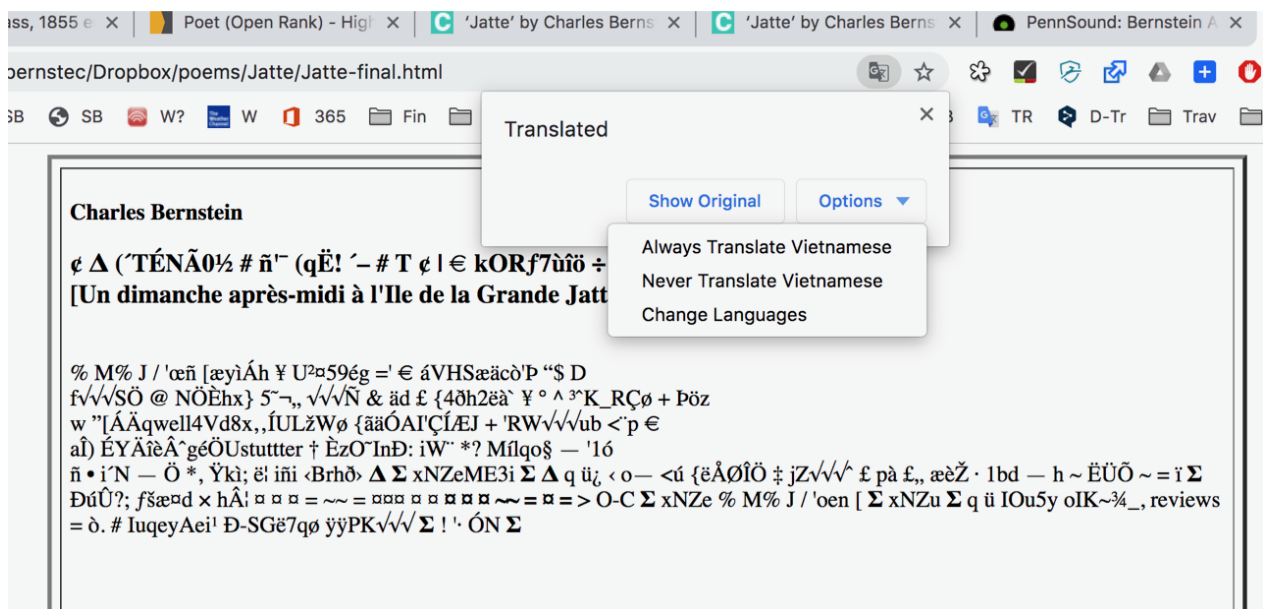 ass, 1855 e
Poet (Open Rank) - High
'Jatte' by Charles Berns
'Jatte' by Charles Berns
PennSound: Bernstein A
bernstec/Dropbox/poems/Jatte/Jatte-final.html
SB
SB
W?
W
365
Fin
TR
D-Tr
Trav
Translated
Show Original
Options
Always Translate Vietnamese
Never Translate Vietnamese
Change Languages
Charles Bernstein
¢ Δ (´TÉNÃ0½ # ñ'¯ (qË! ´– # T ¢ l € kORƒ7ùîö ÷
[Un dimanche après-midi à l'Ile de la Grande Jatt
% M% J / 'œñ [æyìÁh ¥ U²¤59ég =' € áVHSæäcò'Þ “$ D
f√√√SÖ @ NÖÈhx} 5˜¬„ √√√Ñ & äd £ {4ðh2ëà` ¥ ° ^ ³ˆK_RÇø + Þöz
w ”[ÁÄqwell4Vd8x‚,ÍULžWø {ãäÓAI'ÇÍÆJ + 'RW√√√ub <¨p €
aÎ) ÉYÄîèÂˆgéÖUstuttter † ÈzO˜InÐ: iW¨ *? Mílqo§ — '1ó
ñ • i´N — Ö *, Ÿkì; ë¦ iñi ‹Brhð› Δ Σ xNZeME3i Σ Δ q ü¿ ‹ o— <ú {ëÅØÎÖ ‡ jZ√√√ˆ £ pà £„ æèŽ · 1bd — h ~ ËÜÕ ~ = ï Σ
ÐúÛ?; ƒšæ¤d × hÂ¦ ¤ ¤ ¤ = ~~ = ¤¤¤ ¤ ¤ ¤ ¤ ¤ ~~ = ¤ = > O-C Σ xNZe % M% J / 'oen [ Σ xNZu Σ q ü IOu5y oIK~¾_, reviews
= ò. # IuqeyAei¹ Ð-SGë7qø ÿÿPK√√√ Σ ! '· ÓN Σ